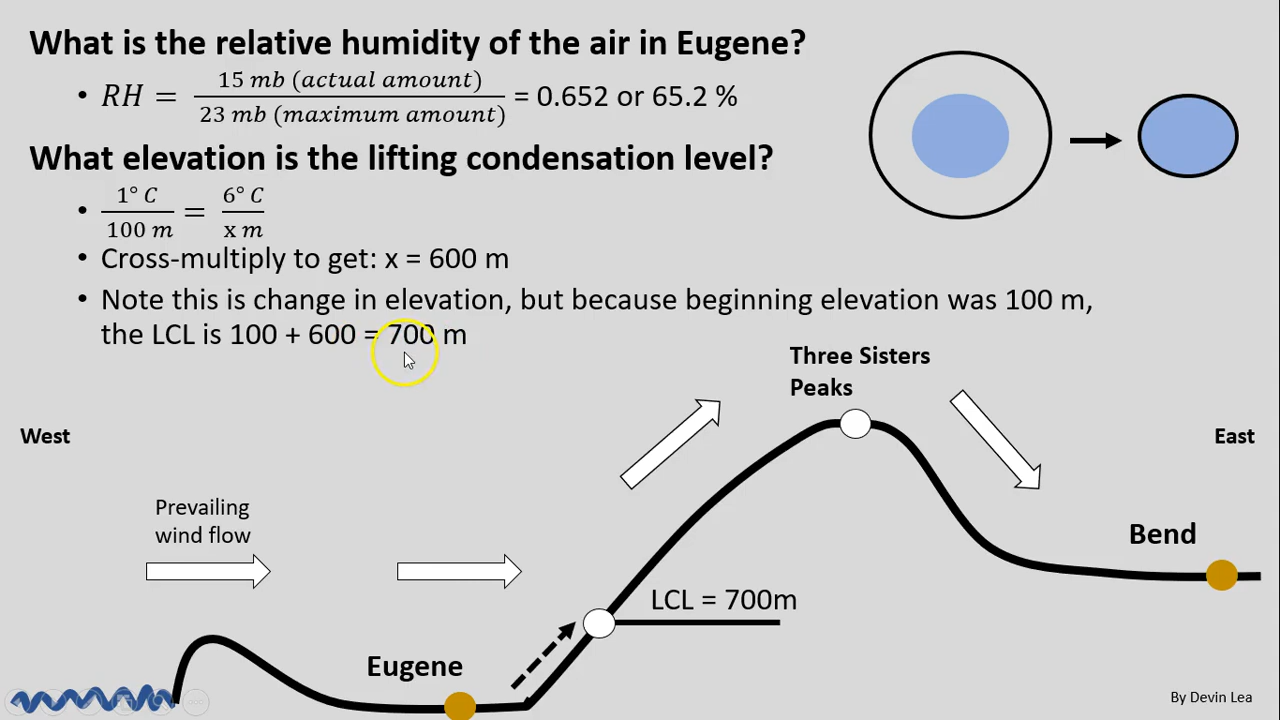 What is the relative humidity of the air in Eugene?
• RH = 15 mb (actual amount) / 23 mb (maximum amount) = 0.652 or 65.2 %
What elevation is the lifting condensation level?
• 1° C / 100 m = 6° C / x m
• Cross-multiply to get: x = 600 m
• Note this is change in elevation, but because beginning elevation was 100 m,
the LCL is 100 + 600 = 700 m
Three Sisters
Peaks
West
East
Prevailing
wind flow
Bend
LCL = 700m
Eugene
By Devin Lea